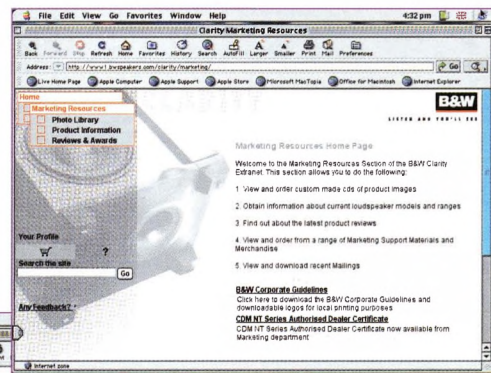 File Edit View Go Favorites Window Help 4:32 pm
Clarity/Marketing Resources
Back Forward Stop Refresh Home Favorites History Search AutoFill Larger Smaller Print Mail Preferences
Address: http://www1.bwspeakers.com/clarity/marketing/ Go
Live Home Page Apple Computer Apple Support Apple Store Microsoft MacTopia Office for Macintosh Internet Explorer
Home
Marketing Resources
Photo Library
Product Information
Reviews & Awards
B&W
LISTEN AND YOU'LL SEE
Marketing Resources Home Page
Welcome to the Marketing Resources Section of the B&W Clarity
Extranet. This section allows you to do the following:
1. View and order custom made cds of product images
2. Obtain information about current loudspeaker models and ranges
3. Find out about the latest product reviews
4. View and order from a range of Marketing Support Materials and
Merchandise
5. View and download recent Mailings
Your Profile
?
Search the site
Go
Any Feedback?
B&W Corporate Guidelines
Click here to download the B&W Corporate Guidelines and
downloadable logos for local printing purposes
CDM NT Series Authorised Dealer Certificate
CDM NT Series Authorised Dealer Certificate now available from
Marketing department
Internet zone